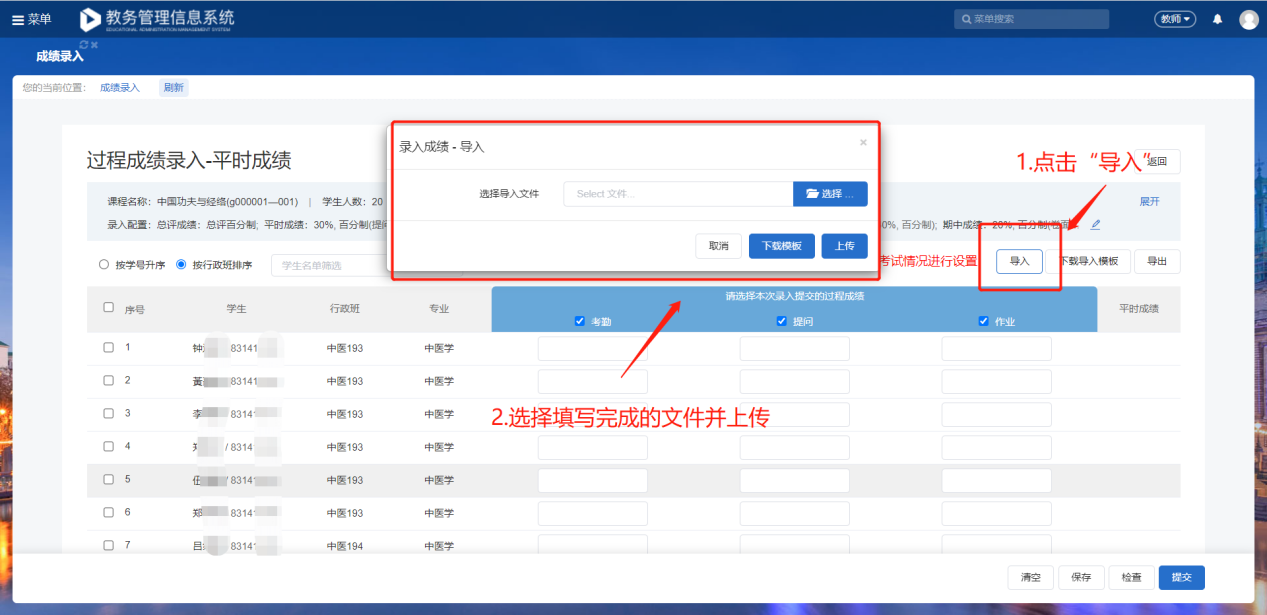 菜单
教务管理信息系统
EDUCATIONAL ADMINISTRATION MANAGEMENT SYSTEM
菜单搜索
教师
成绩录入
您的当前位置： 成绩录入 刷新
过程成绩录入-平时成绩
返回
1.点击“导入”
课程名称：中国功夫与经络(g000001—001) | 学生人数：20
展开
录入配置：总评成绩：总评百分制；平时成绩：30%, 百分制(提问
0%, 百分制)；期中成绩：20%, 百分制(卷面
录入成绩 - 导入
×
选择导入文件 Select 文件... 选择 ...
取消 下载模板 上传
按学号升序 按行政班排序 学生名单筛选
考试情况进行设置
导入 下载导入模板 导出
序号 学生 行政班 专业 请选择本次录入提交的过程成绩 平时成绩
考勤 提问 作业
1 钟 83141 中医193 中医学
2 黃 83141 中医193 中医学
3 李 8314 中医193 中医学
2.选择填写完成的文件并上传
4 / 8314 中医193 中医学
5 伍 8314 中医193 中医学
6 郑 8314 中医193 中医学
7 吕 8314 中医194 中医学
清空 保存 检查 提交